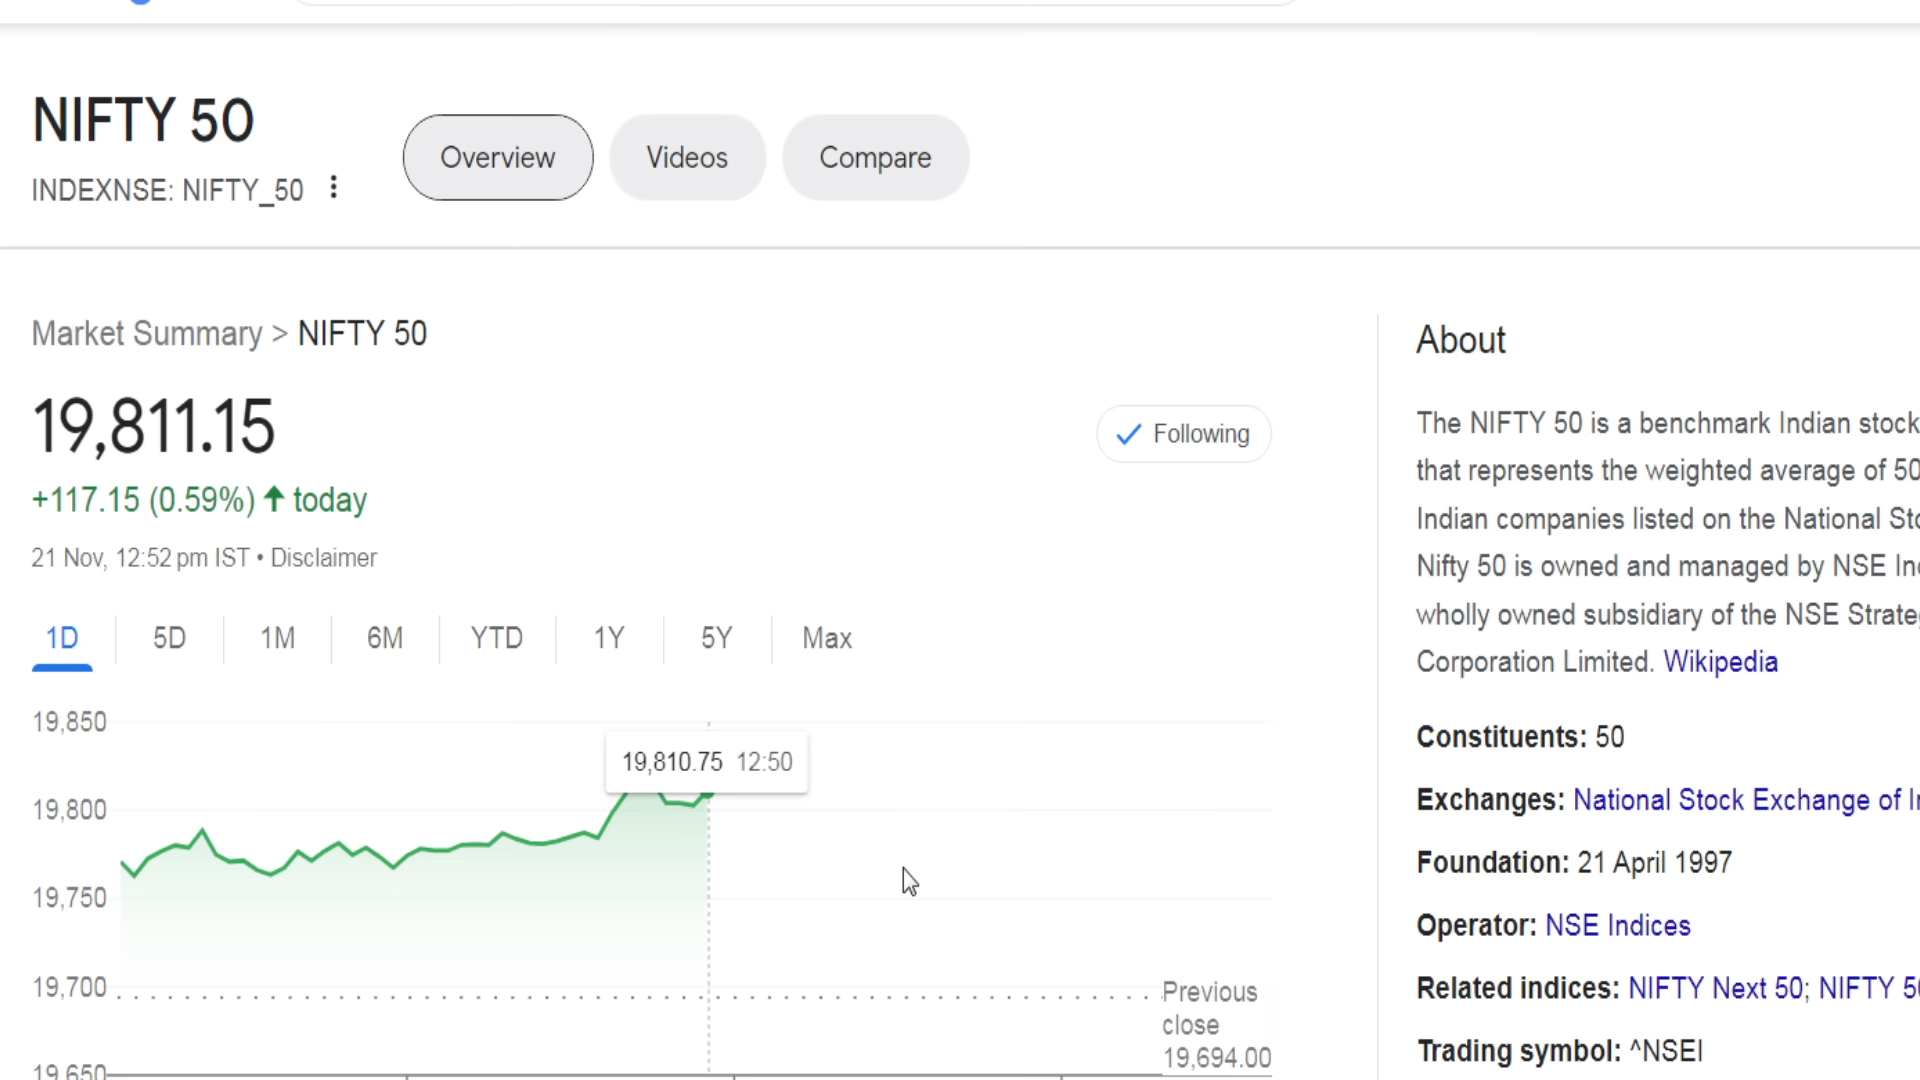 NIFTY 50
INDEXNSE: NIFTY_50
Overview
Videos
Compare
Market Summary > NIFTY 50
19,811.15
Following
+117.15 (0.59%) ↑ today
21 Nov, 12:52 pm IST • Disclaimer
1D
5D
1M
6M
YTD
1Y
5Y
Max
19,850
19,810.75 12:50
19,800
19,750
19,700
19,650
Previous
close
19,694.00
About
The NIFTY 50 is a benchmark Indian stock
that represents the weighted average of 50
Indian companies listed on the National
Nifty 50 is owned and managed by NSE
wholly owned subsidiary of the NSE
Corporation Limited. Wikipedia
Constituents: 50
Exchanges: National Stock Exchange of
Foundation: 21 April 1997
Operator: NSE Indices
Related indices: NIFTY Next 50; NIFTY
Trading symbol: ^NSEI